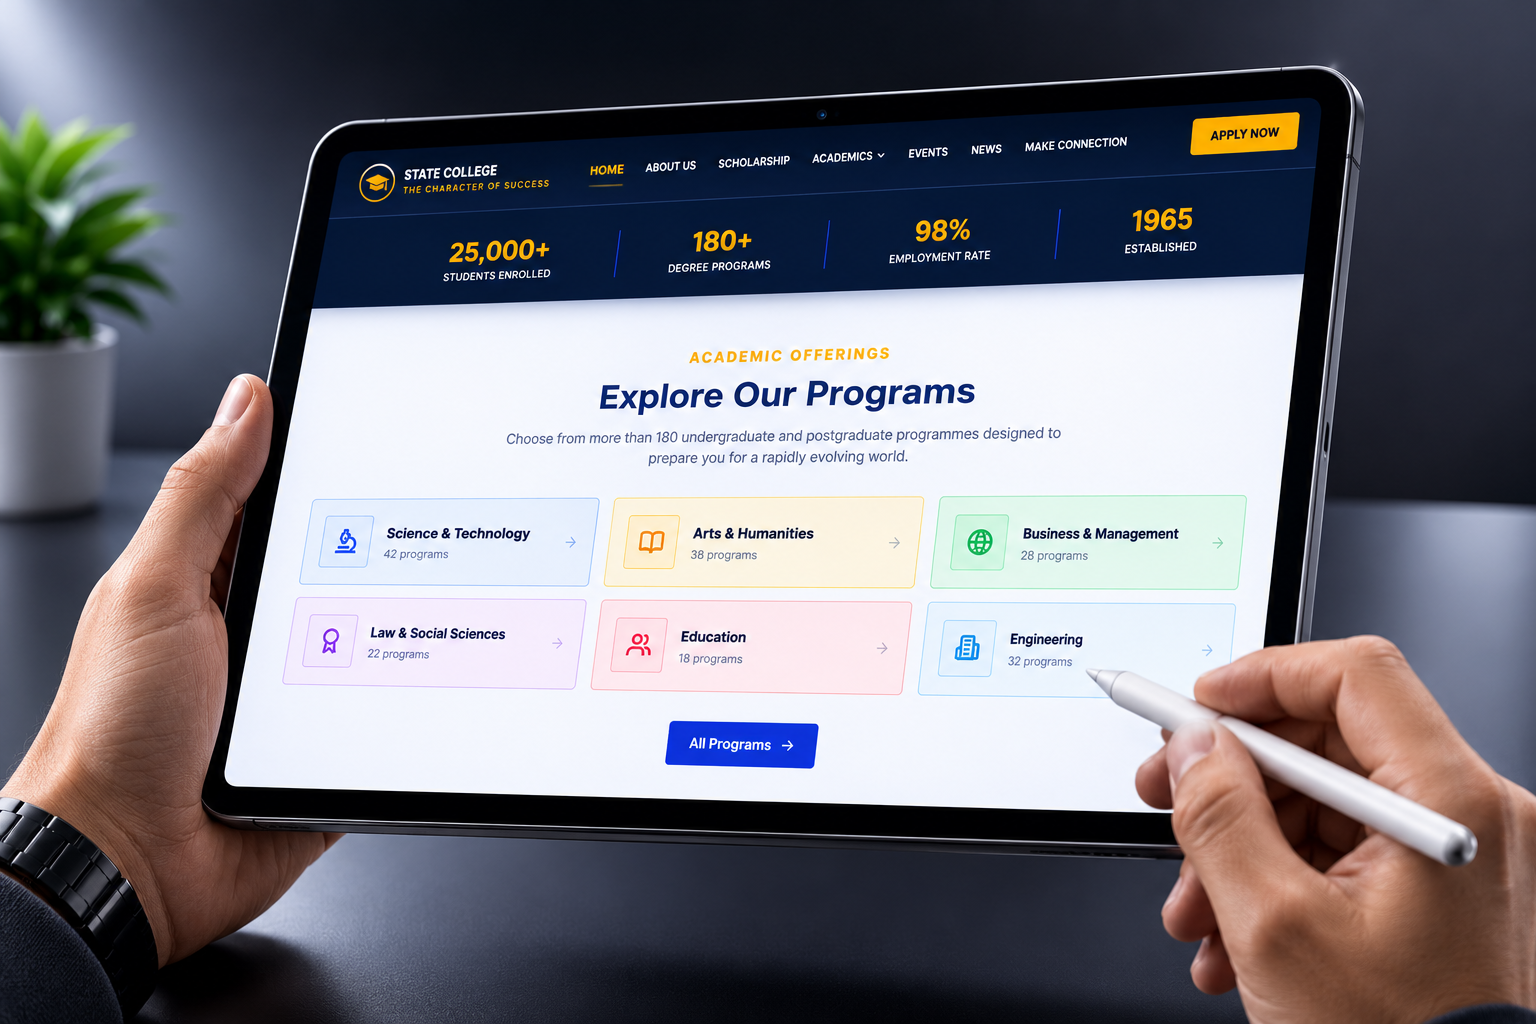 STATE COLLEGE
THE CHARACTER OF SUCCESS
HOME
ABOUT US
SCHOLARSHIP
ACADEMICS
EVENTS
NEWS
MAKE CONNECTION
APPLY NOW
25,000+
STUDENTS ENROLLED
180+
DEGREE PROGRAMS
98%
EMPLOYMENT RATE
1965
ESTABLISHED
ACADEMIC OFFERINGS
Explore Our Programs
Choose from more than 180 undergraduate and postgraduate programmes designed to
prepare you for a rapidly evolving world.
Science & Technology
42 programs
Arts & Humanities
38 programs
Business & Management
28 programs
Law & Social Sciences
22 programs
Education
18 programs
Engineering
32 programs
All Programs